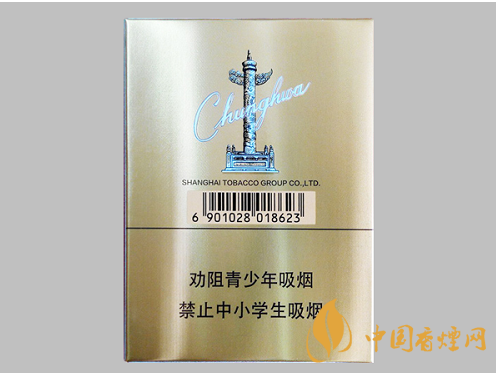 Chunghwa
SHANGHAI TOBACCO GROUP CO.,LTD.
6 901028 018623
劝阻青少年吸烟
禁止中小学生吸烟
中国香烟网